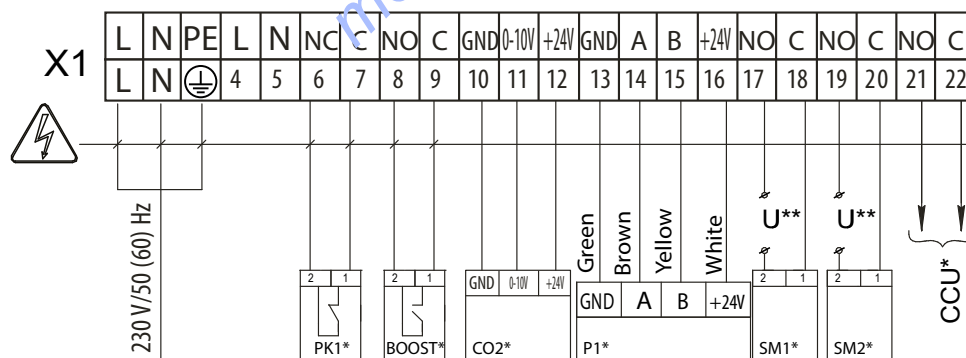 X1
L N PE L N NC C NO C GND 0-10V +24V GND A B +24V NO C NO C NO C
L N 4 5 6 7 8 9 10 11 12 13 14 15 16 17 18 19 20 21 22
230 V/50 (60) Hz
Green
Brown
Yellow
White
U** U**
CCU*
2 1
2 1
GND 0-10V +24V
GND A B +24V
2 1
2 1
PK1*
BOOST*
CO2*
P1*
SM1*
SM2*